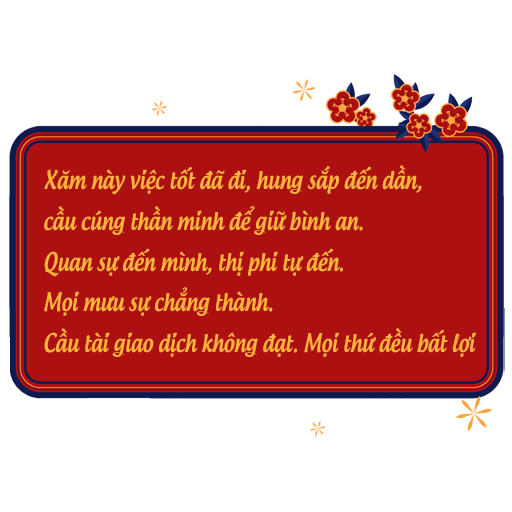 Xăm này việc tốt đã đi, hung sắp đến dần,
cầu cúng thần minh để giữ bình an.
Quan sự đến mình, thị phi tự đến.
Mọi mưu sự chẳng thành.
Cầu tài giao dịch không đạt. Mọi thứ đều bất lợi